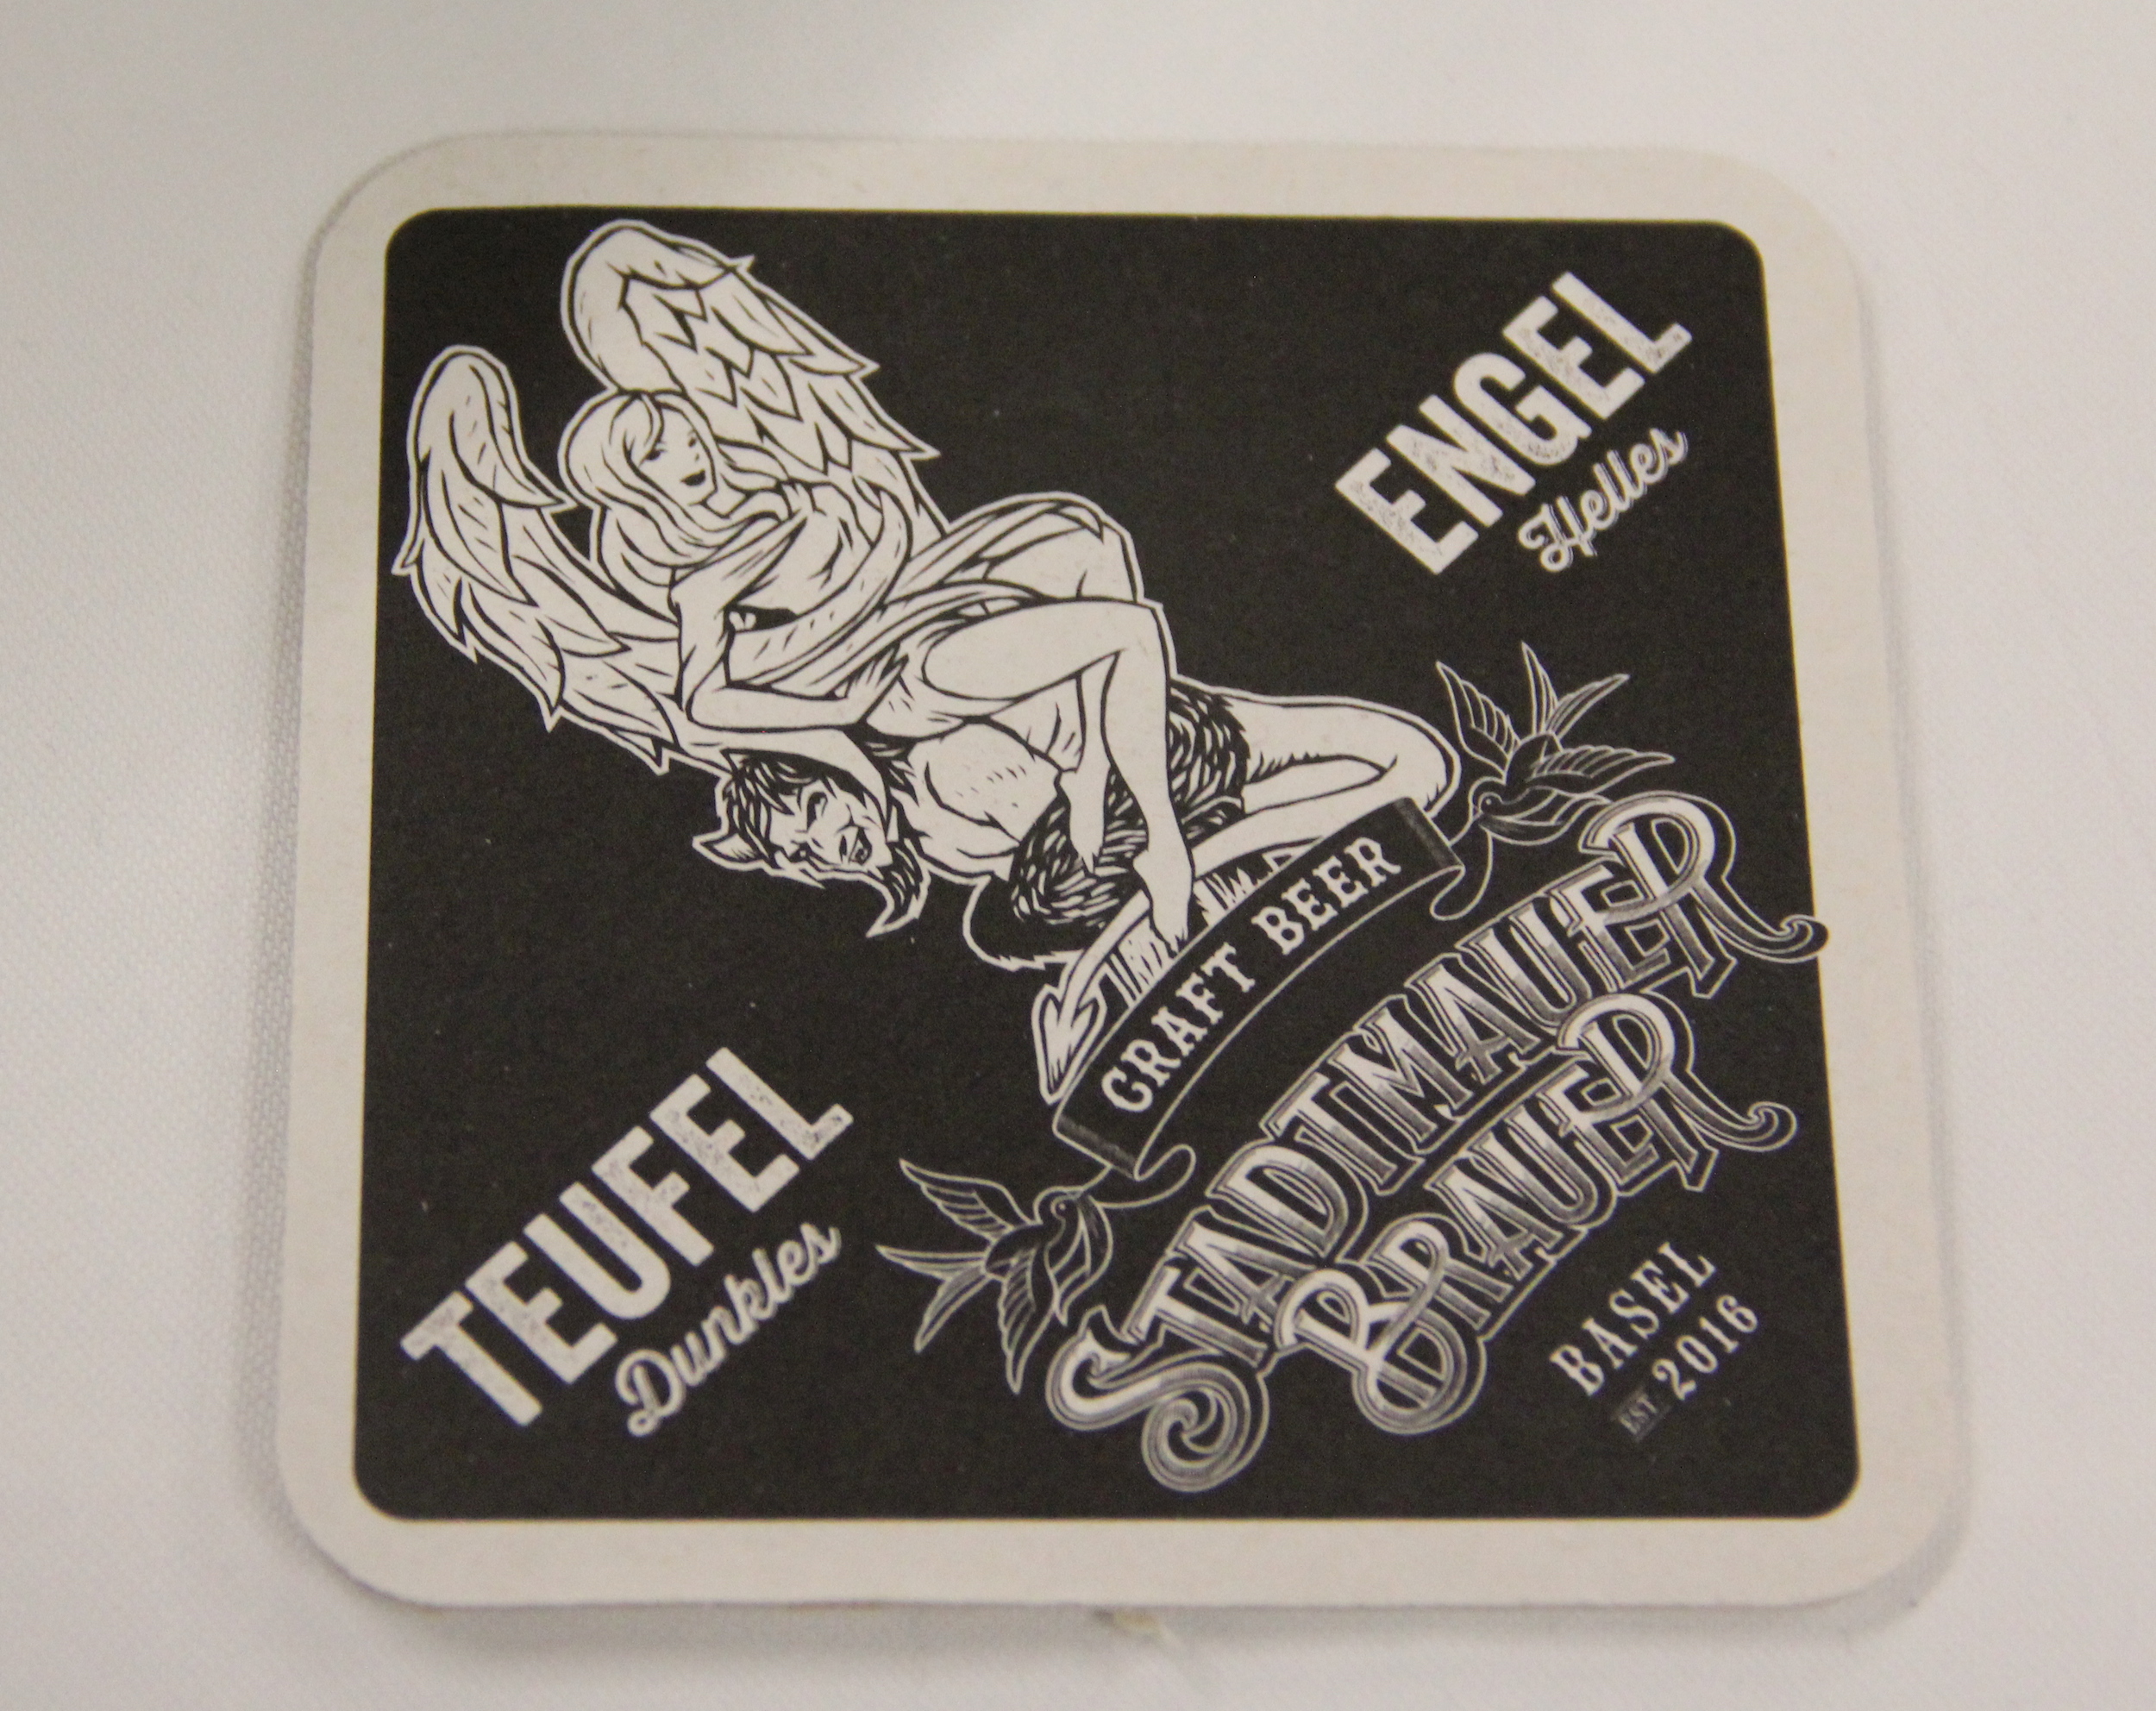 ENGEL
Helles
TEUFEL
Dunkles
CRAFT BEER
STADTMAUER
BRAUER
BASEL
EST 2016